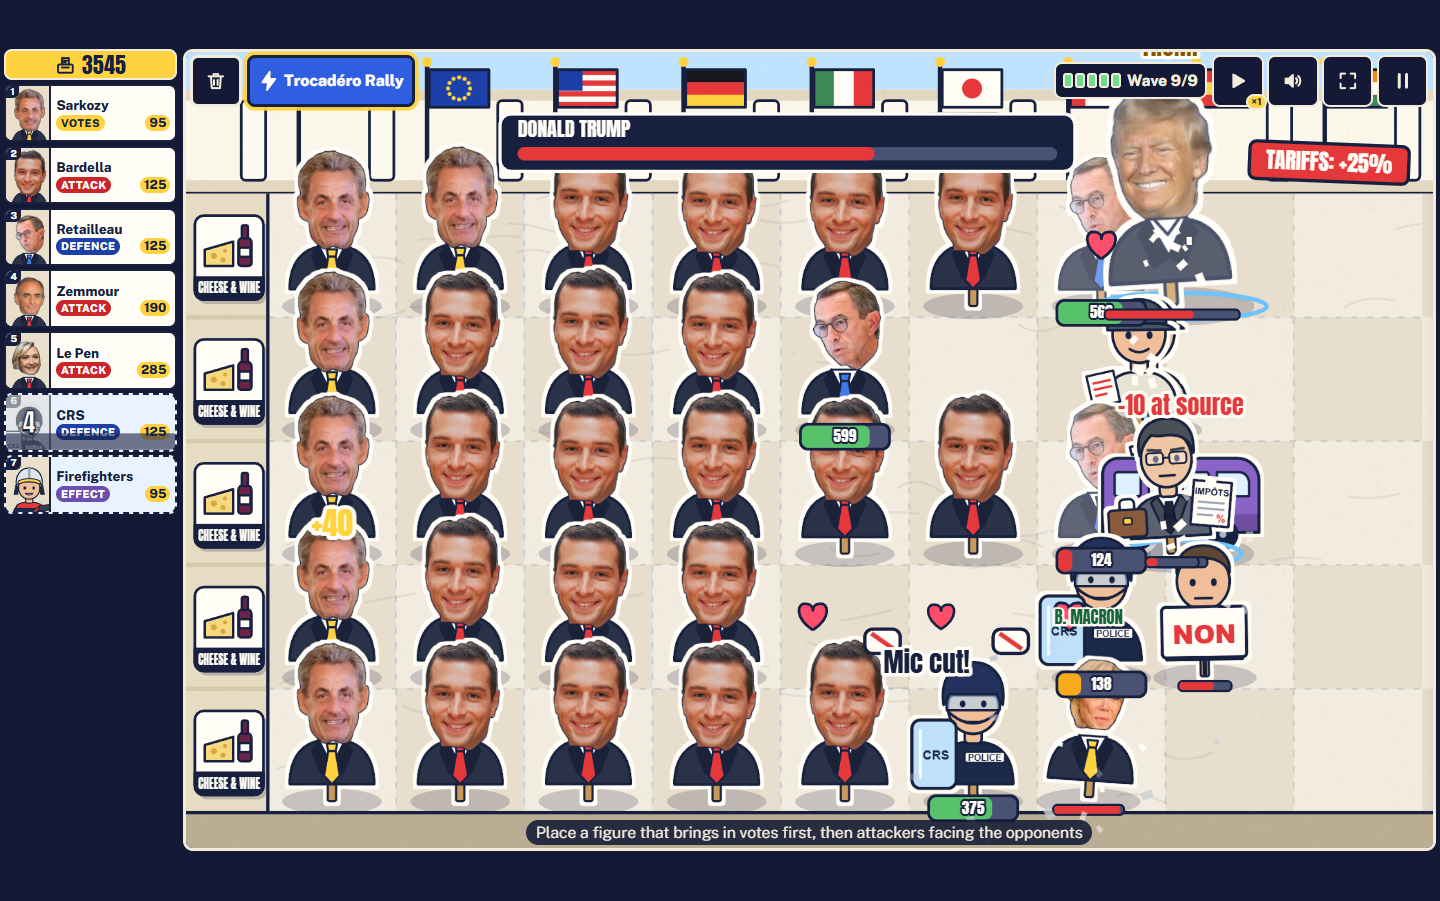 3545
Trocadéro Rally
Wave 9/9
×1
DONALD TRUMP
TARIFFS: +25%
1
Sarkozy
VOTES
95
2
Bardella
ATTACK
125
3
Retailleau
DEFENCE
125
4
Zemmour
ATTACK
190
5
Le Pen
ATTACK
285
6
4
CRS
DEFENCE
125
7
Firefighters
EFFECT
95
CHEESE & WINE
CHEESE & WINE
CHEESE & WINE
CHEESE & WINE
CHEESE & WINE
-10 at source
599
IMPÔTS
%
+40
124
B. MACRON
CRS
POLICE
NON
Mic cut!
138
CRS
POLICE
375
Place a figure that brings in votes first, then attackers facing the opponents